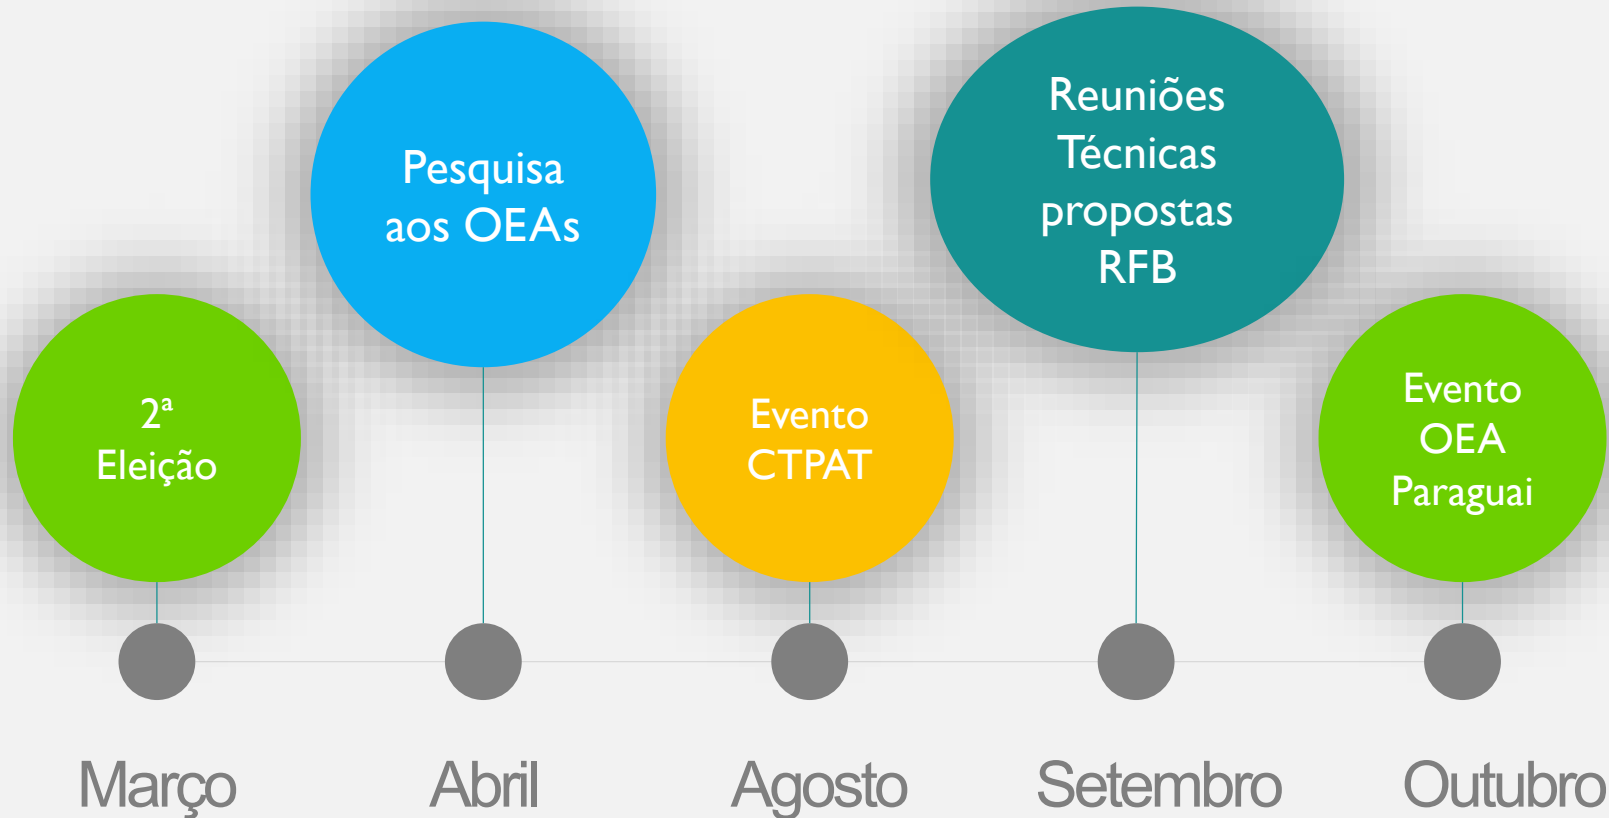 2ª
Eleição
Pesquisa
aos OEAs
Evento
CTPAT
Reuniões
Técnicas
propostas
RFB
Evento
OEA
Paraguai
Março
Abril
Agosto
Setembro
Outubro